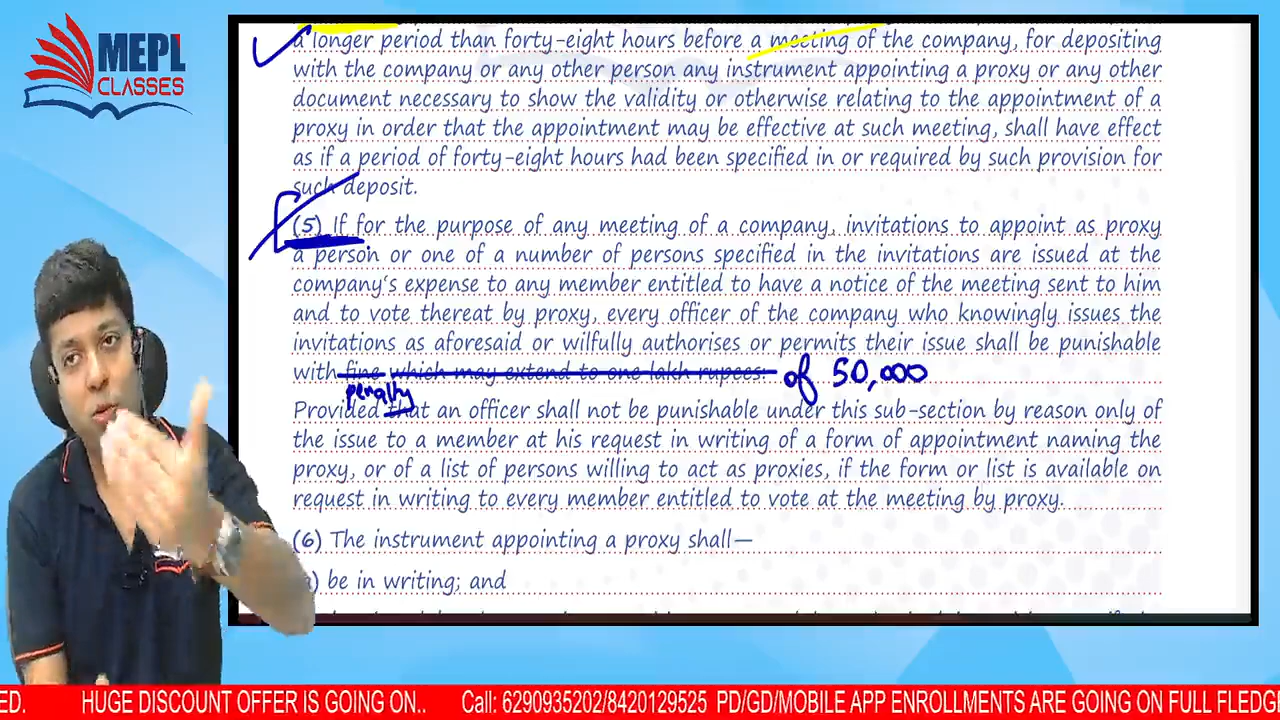 MEPL
CLASSES
a longer period than forty-eight hours before a meeting of the company, for depositing
with the company or any other person any instrument appointing a proxy or any other
document necessary to show the validity or otherwise relating to the appointment of a
proxy in order that the appointment may be effective at such meeting, shall have effect
as if a period of forty-eight hours had been specified in or required by such provision for
such deposit.
(5) If for the purpose of any meeting of a company, invitations to appoint as proxy
a person or one of a number of persons specified in the invitations are issued at the
company's expense to any member entitled to have a notice of the meeting sent to him
and to vote thereat by proxy, every officer of the company who knowingly issues the
invitations as aforesaid or wilfully authorises or permits their issue shall be punishable
with fine which may extend to one lakh rupees: of 50,000
penalty
Provided that an officer shall not be punishable under this sub-section by reason only of
the issue to a member at his request in writing of a form of appointment naming the
proxy, or of a list of persons willing to act as proxies, if the form or list is available on
request in writing to every member entitled to vote at the meeting by proxy.
(6) The instrument appointing a proxy shall—
) be in writing; and
ED. HUGE DISCOUNT OFFER IS GOING ON.. Call: 6290935202/8420129525 PD/GD/MOBILE APP ENROLLMENTS ARE GOING ON FULL FLEDGE